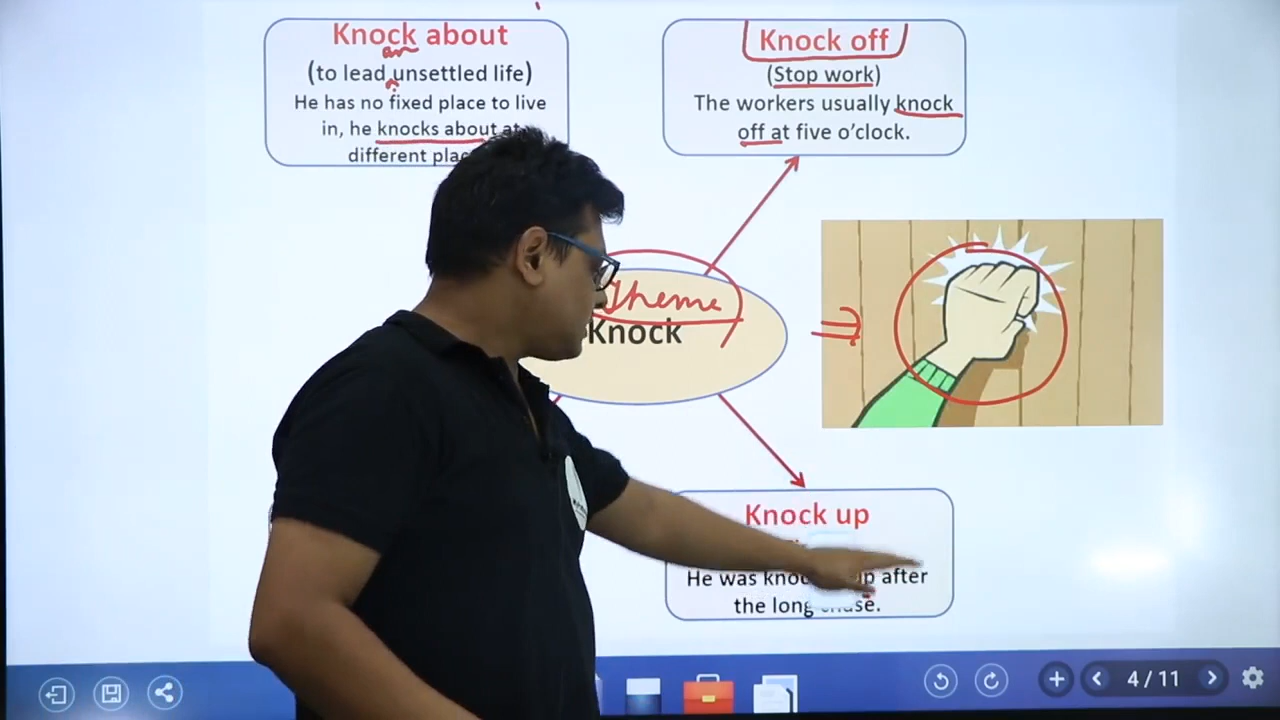 Knock about
an
(to lead unsettled life)
He has no fixed place to live
in, he knocks about at
different
Knock off
(Stop work)
The workers usually knock
off at five o’clock.
Theme
Knock
Knock up
He was up after
the long chase.
4 / 11